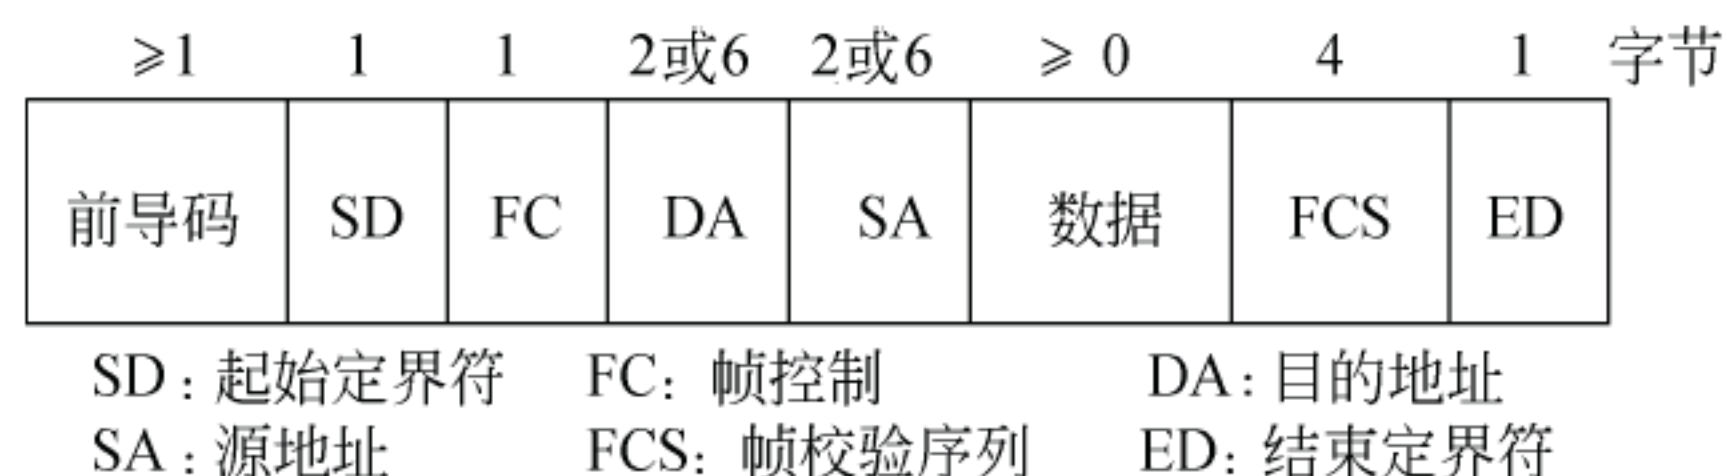 ≥1 1 1 2或6 2或6 ≥ 0 4 1 字节
前导码 SD FC DA SA 数据 FCS ED
SD：起始定界符 FC：帧控制 DA：目的地址
SA：源地址 FCS：帧校验序列 ED：结束定界符